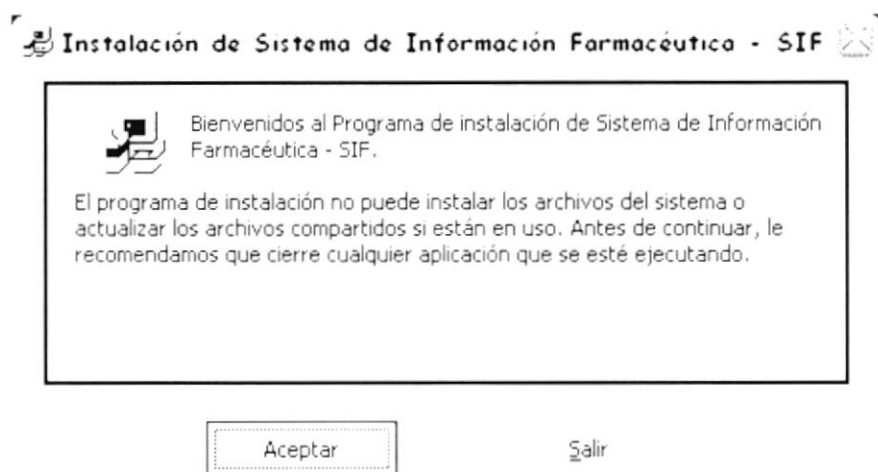 Instalación de Sistema de Información Farmacéutica - SIF
Bienvenidos al Programa de instalación de Sistema de Información
Farmacéutica - SIF.
El programa de instalación no puede instalar los archivos del sistema o
actualizar los archivos compartidos si están en uso. Antes de continuar, le
recomendamos que cierre cualquier aplicación que se esté ejecutando.
Aceptar
Salir